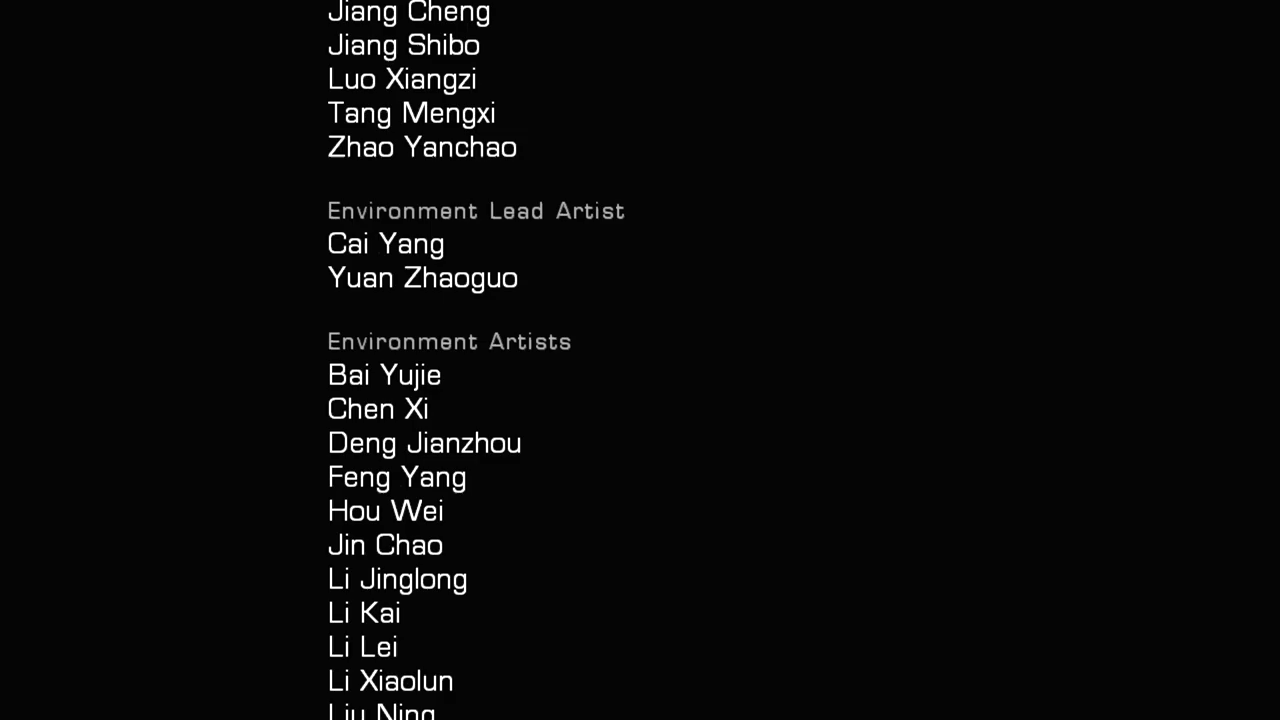 Jiang Cheng
Jiang Shibo
Luo Xiangzi
Tang Mengxi
Zhao Yanchao
Environment Lead Artist
Cai Yang
Yuan Zhaoguo
Environment Artists
Bai Yujie
Chen Xi
Deng Jianzhou
Feng Yang
Hou Wei
Jin Chao
Li Jinglong
Li Kai
Li Lei
Li Xiaolun
Liu Ning